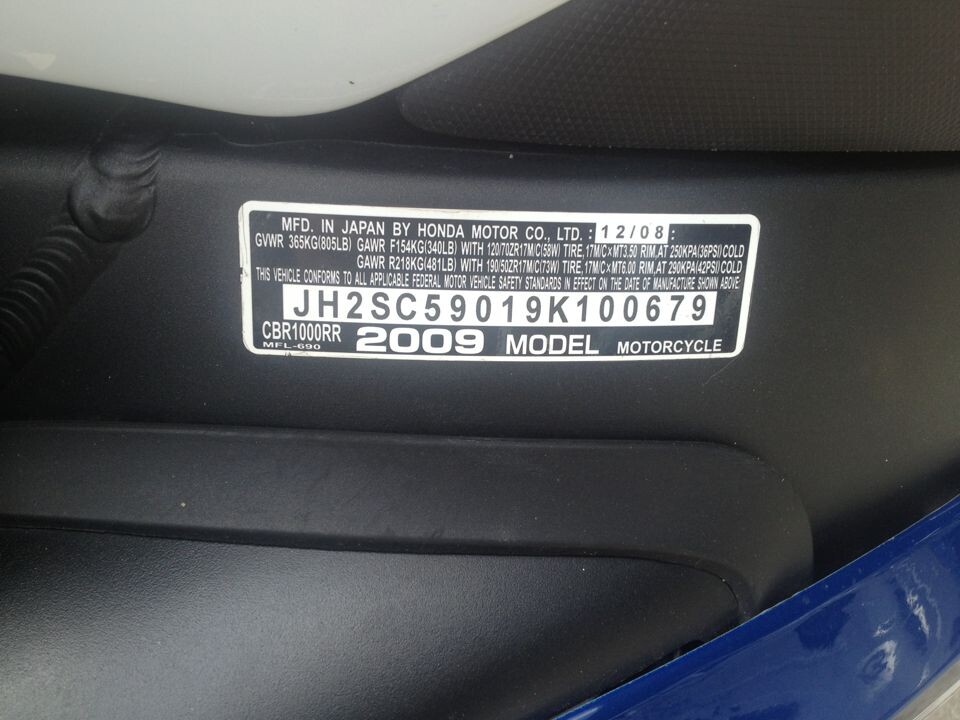 MFD. IN JAPAN BY HONDA MOTOR CO., LTD. : 12/08 :
GVWR 365KG(805LB) GAWR F154KG(340LB) WITH 120/70ZR17M/C(58W) TIRE,17M/C×MT3.50 RIM,AT 250KPA(36PSI)COLD
GAWR R218KG(481LB) WITH 190/50ZR17M/C(73W) TIRE,17M/C×MT6.00 RIM, AT 290KPA(42PSI)COLD
THIS VEHICLE CONFORMS TO ALL APPLICABLE FEDERAL MOTOR VEHICLE SAFETY STANDARDS IN EFFECT ON THE DATE OF MANUFACTURE SHOWN ABOVE
JH2SC59019K100679
CBR1000RR 2009 MODEL MOTORCYCLE
MFL-690